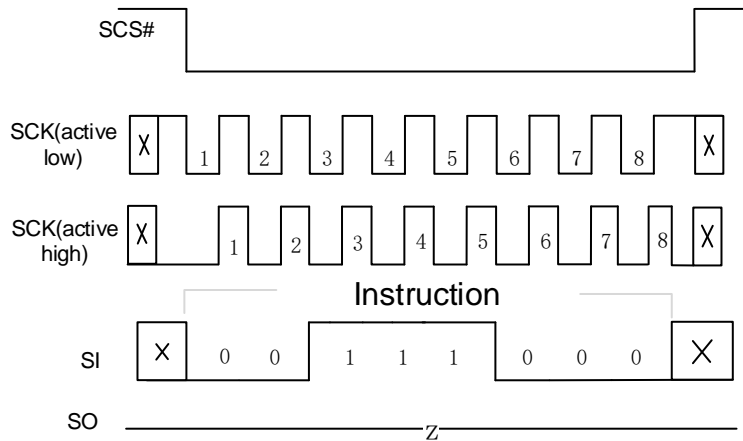 SCS#
SCK(active low)
X 1 2 3 4 5 6 7 8 X
SCK(active high)
X 1 2 3 4 5 6 7 8 X
Instruction
SI X 0 0 1 1 1 0 0 0 X
SO Z